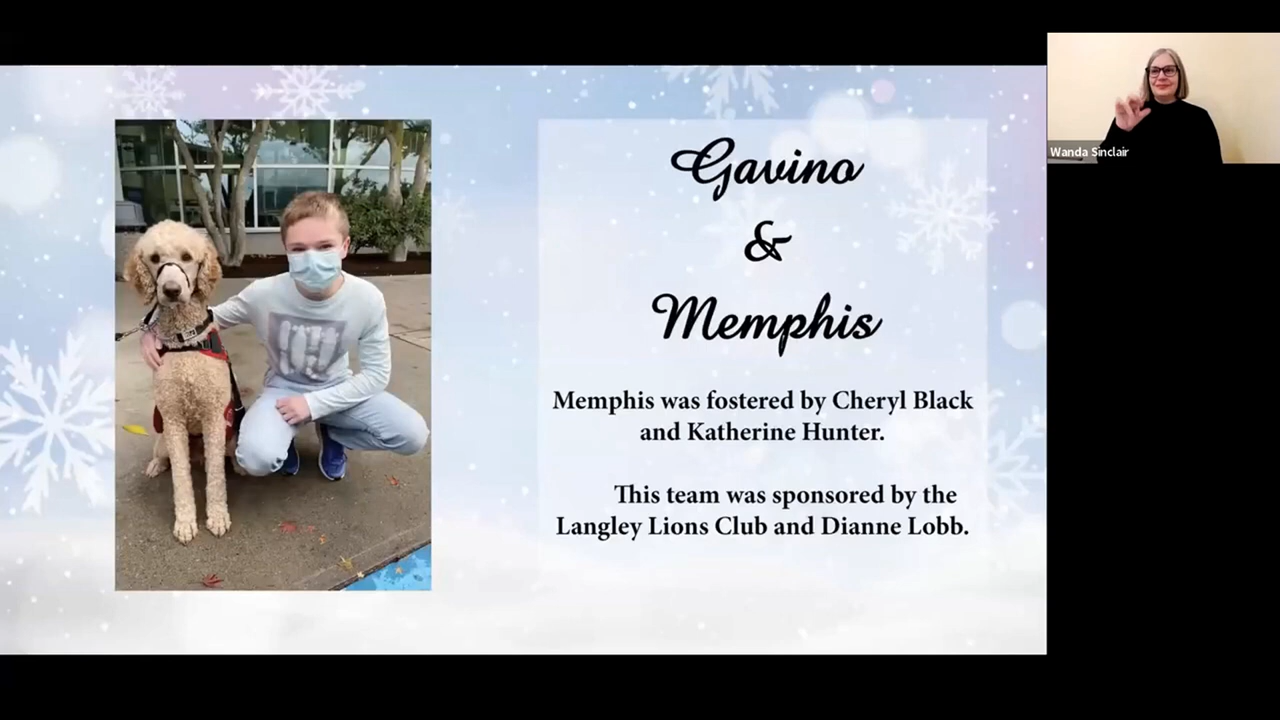 Gavino
&
Memphis
Memphis was fostered by Cheryl Black
and Katherine Hunter.
This team was sponsored by the
Langley Lions Club and Dianne Lobb.
Wanda Sinclair